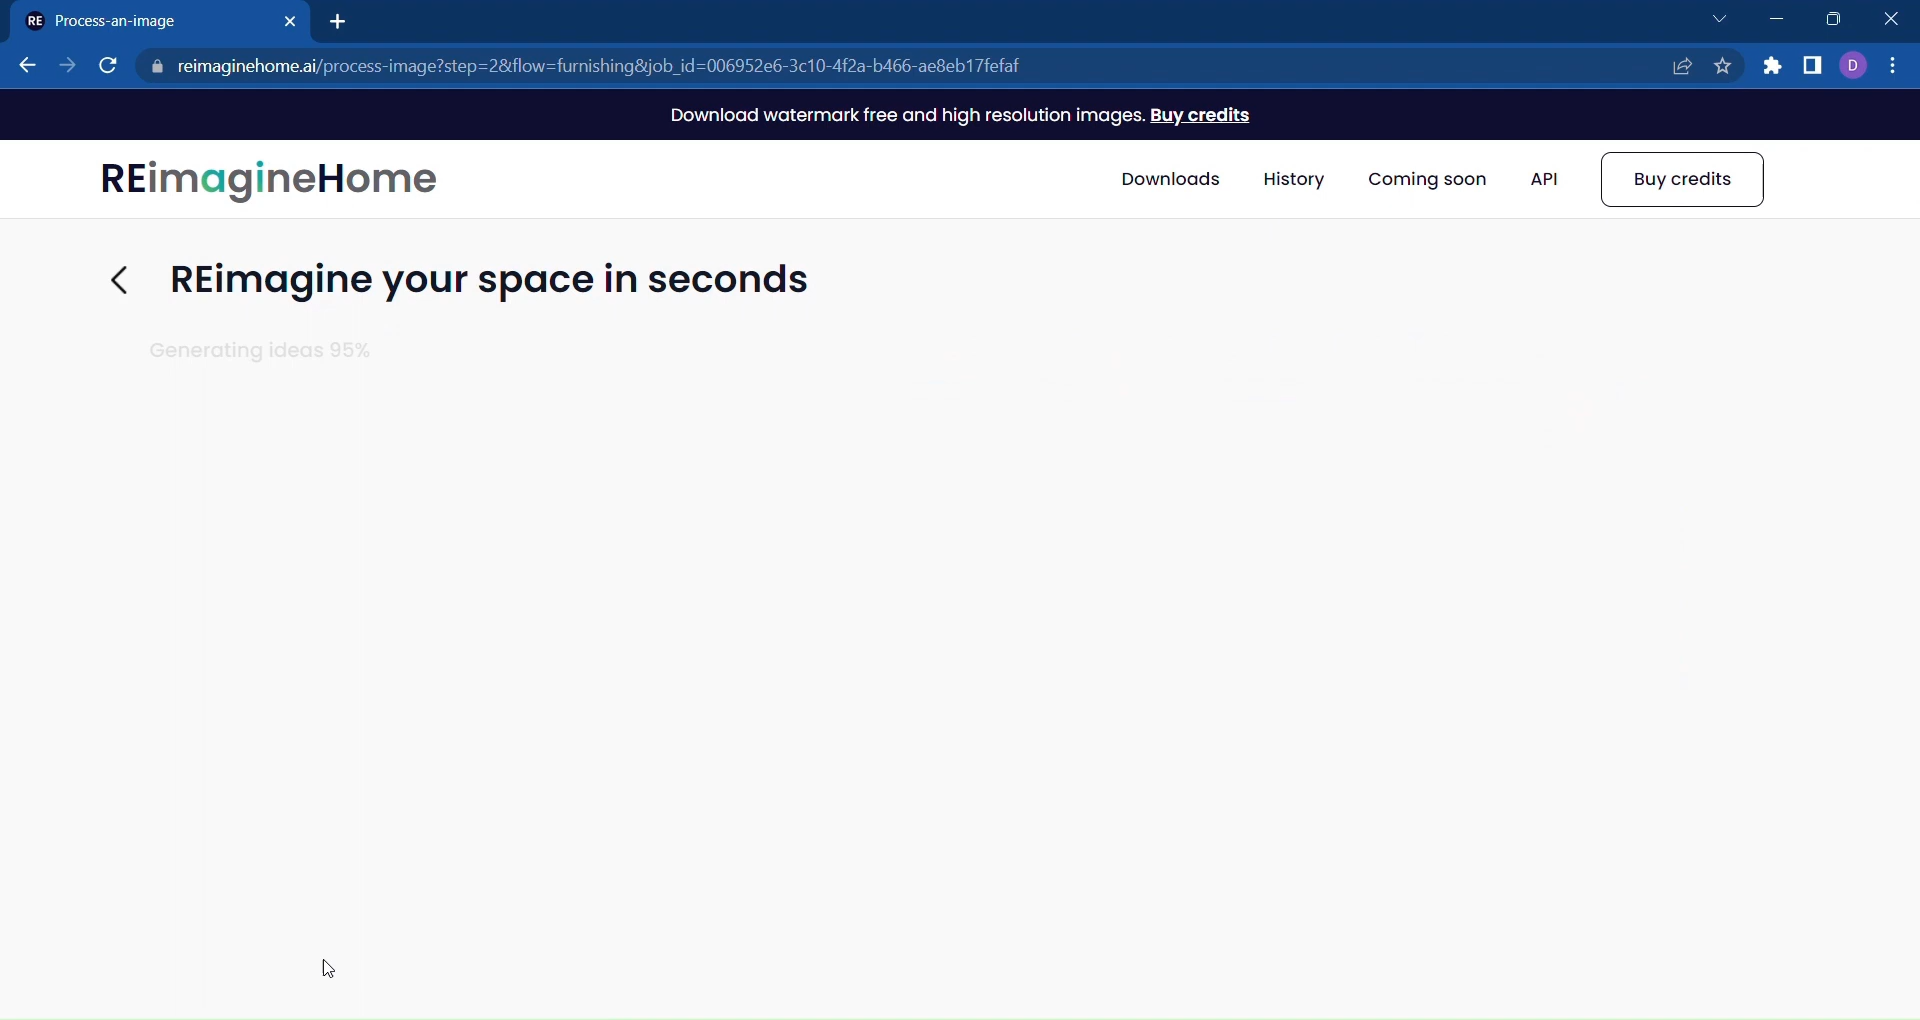 RE Process-an-image
reimaginehome.ai/process-image?step=2&flow=furnishing&job_id=006952e6-3c10-4f2a-b466-ae8eb17fefaf
D
Download watermark free and high resolution images. Buy credits
REimagineHome
Downloads
History
Coming soon
API
Buy credits
REimagine your space in seconds
Generating ideas 95%